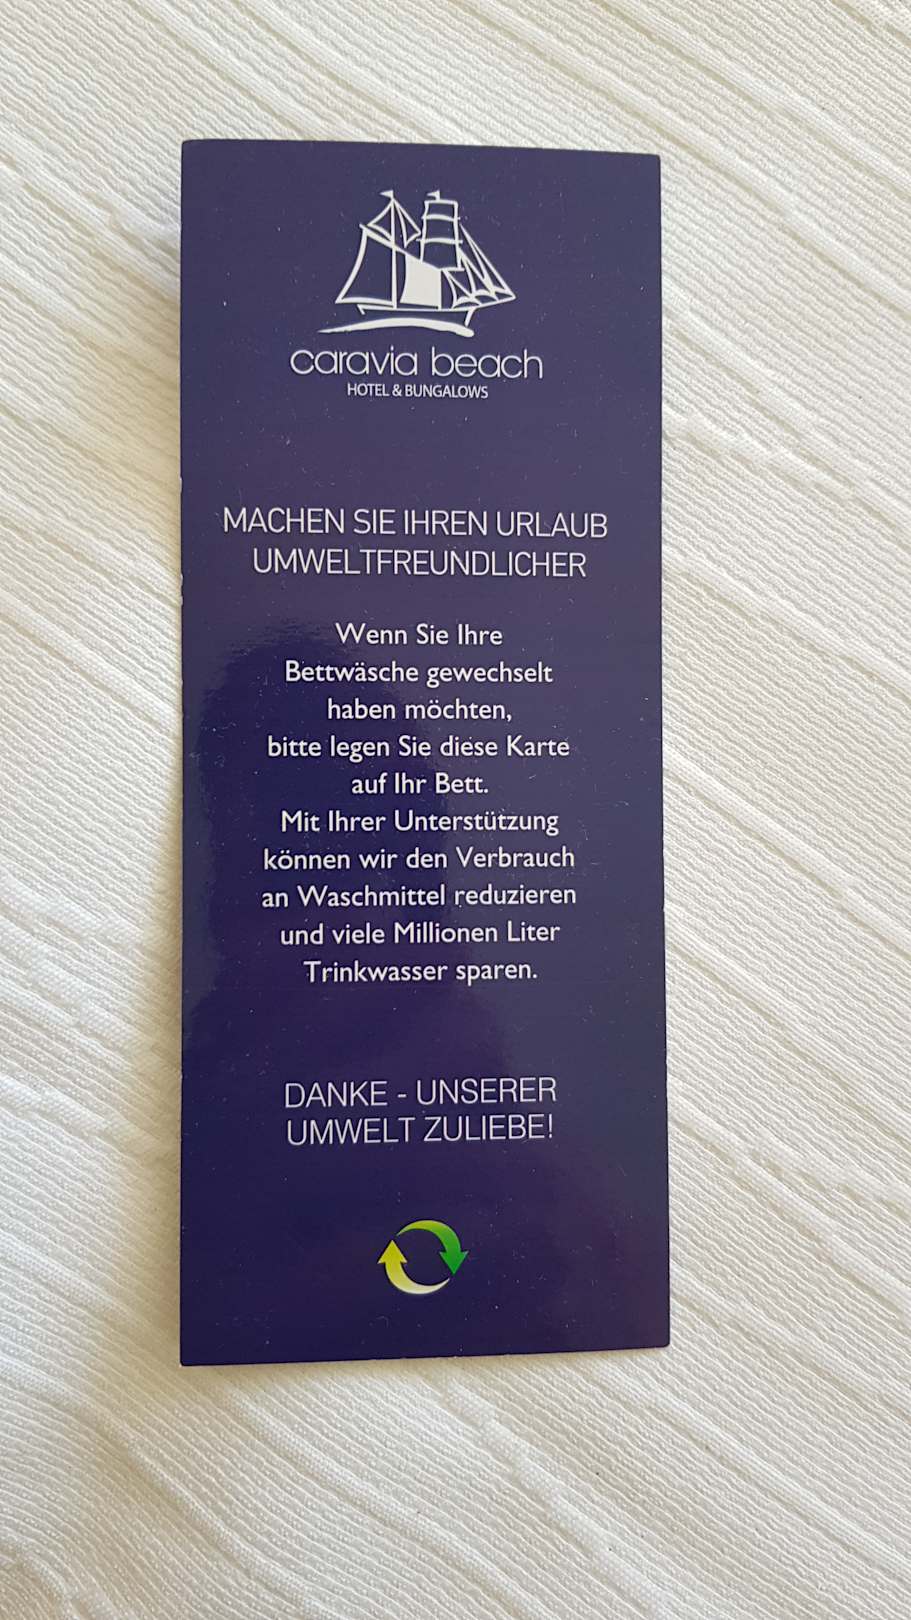 caravia beach
HOTEL & BUNGALOWS
MACHEN SIE IHREN URLAUB
UMWELTFREUNDLICHER
Wenn Sie Ihre
Bettwäsche gewechselt
haben möchten,
bitte legen Sie diese Karte
auf Ihr Bett.
Mit Ihrer Unterstützung
können wir den Verbrauch
an Waschmittel reduzieren
und viele Millionen Liter
Trinkwasser sparen.
DANKE - UNSERER
UMWELT ZULIEBE!